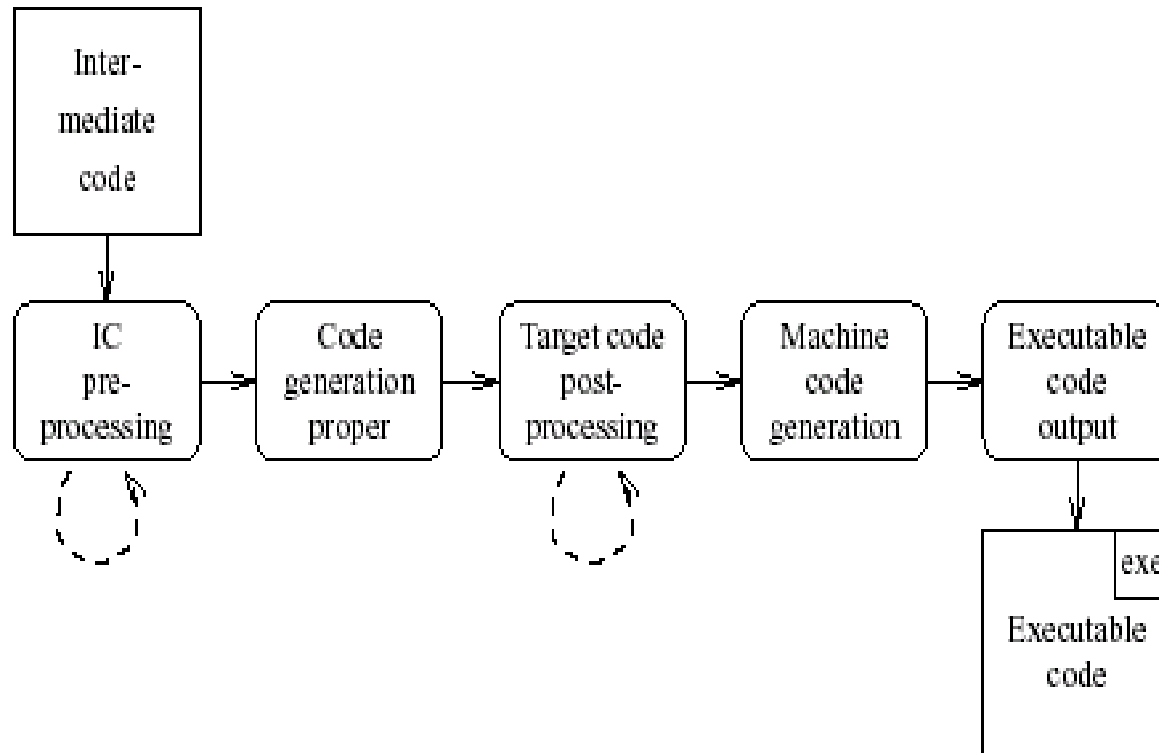 Inter-
mediate
code
IC
pre-
processing
Code
generation
proper
Target code
post-
processing
Machine
code
generation
Executable
code
output
exe
Executable
code